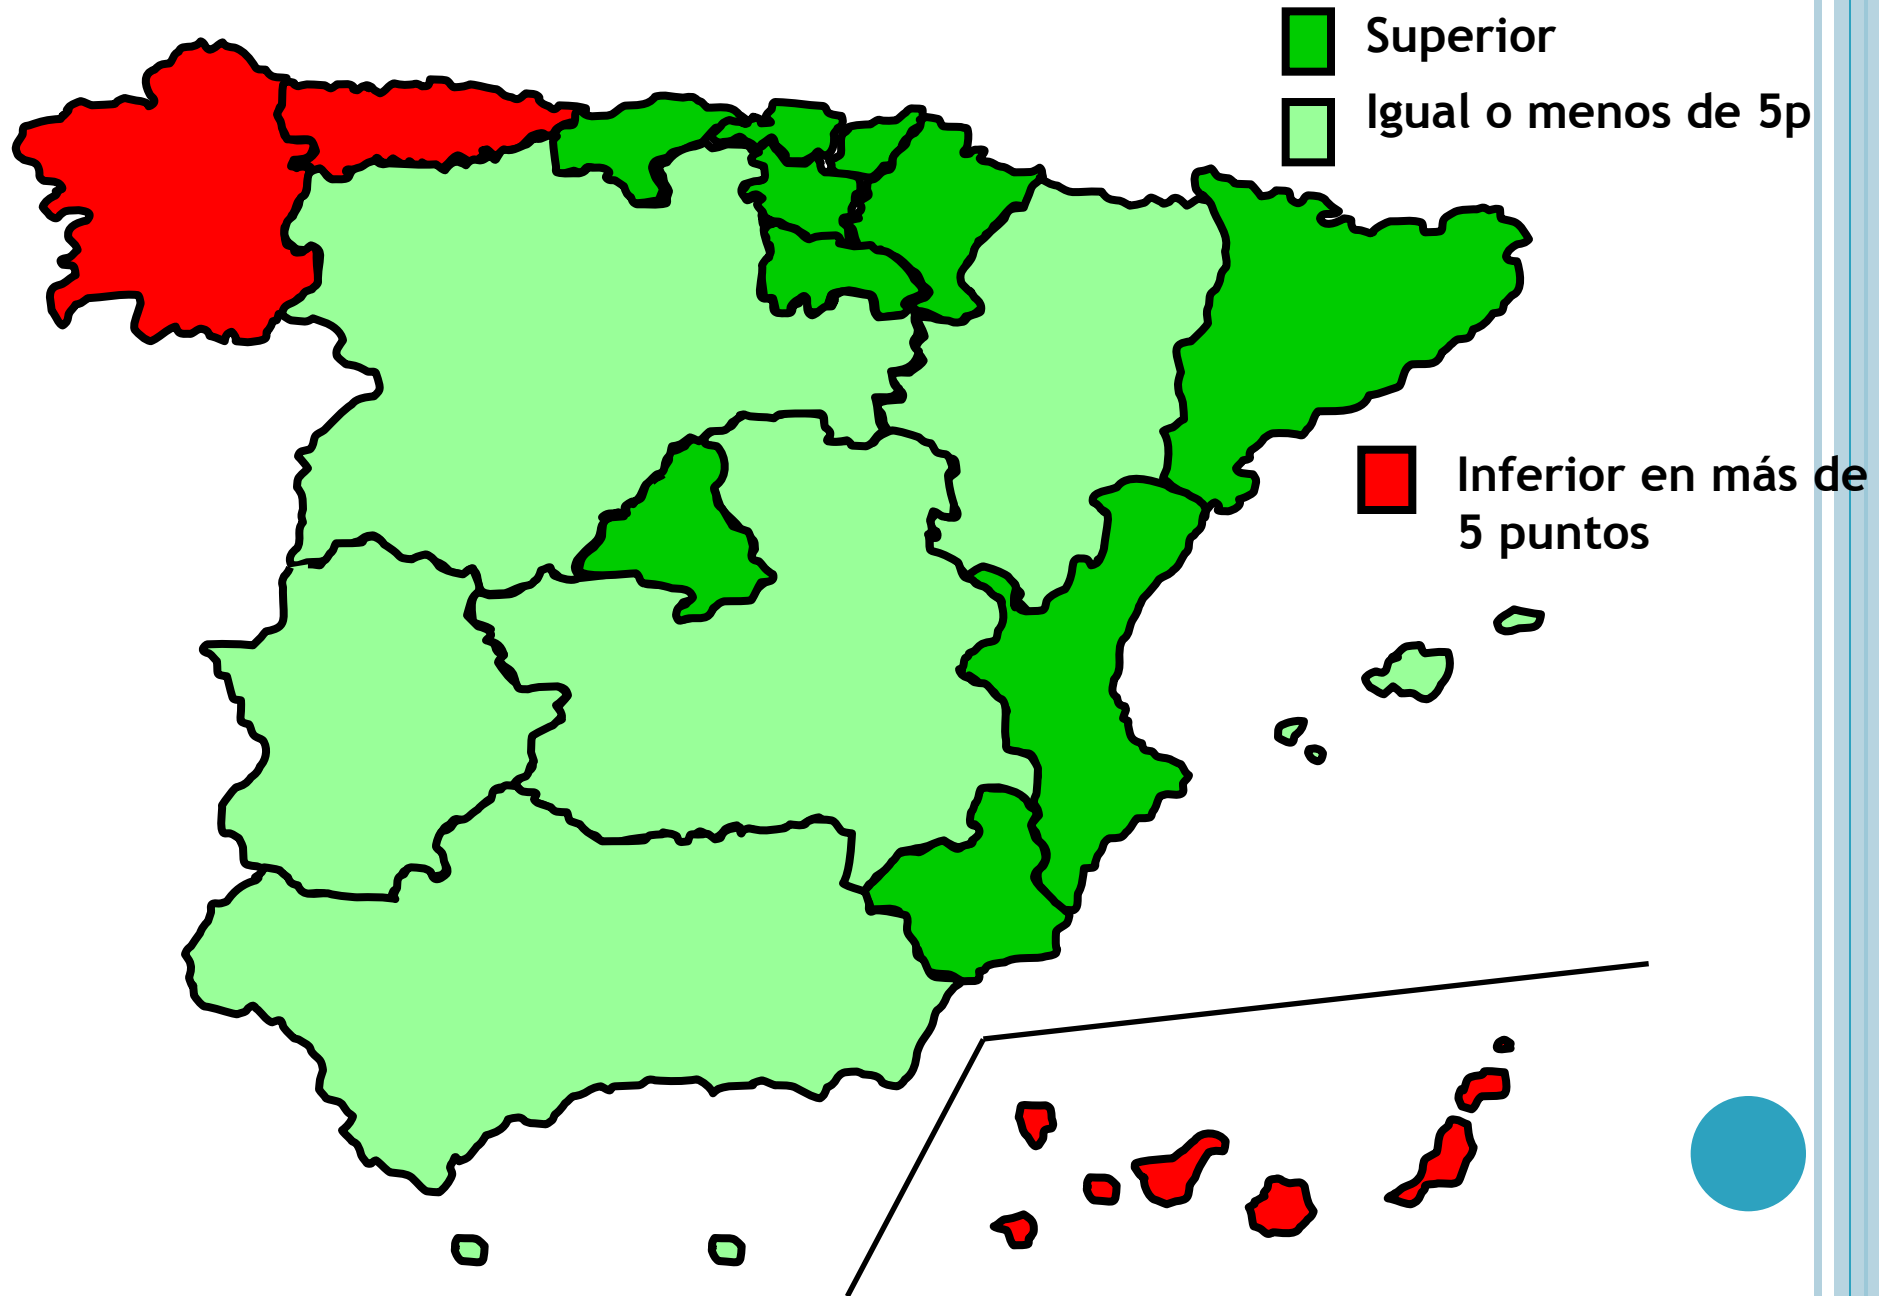 Superior
Igual o menos de 5p
Inferior en más de
5 puntos